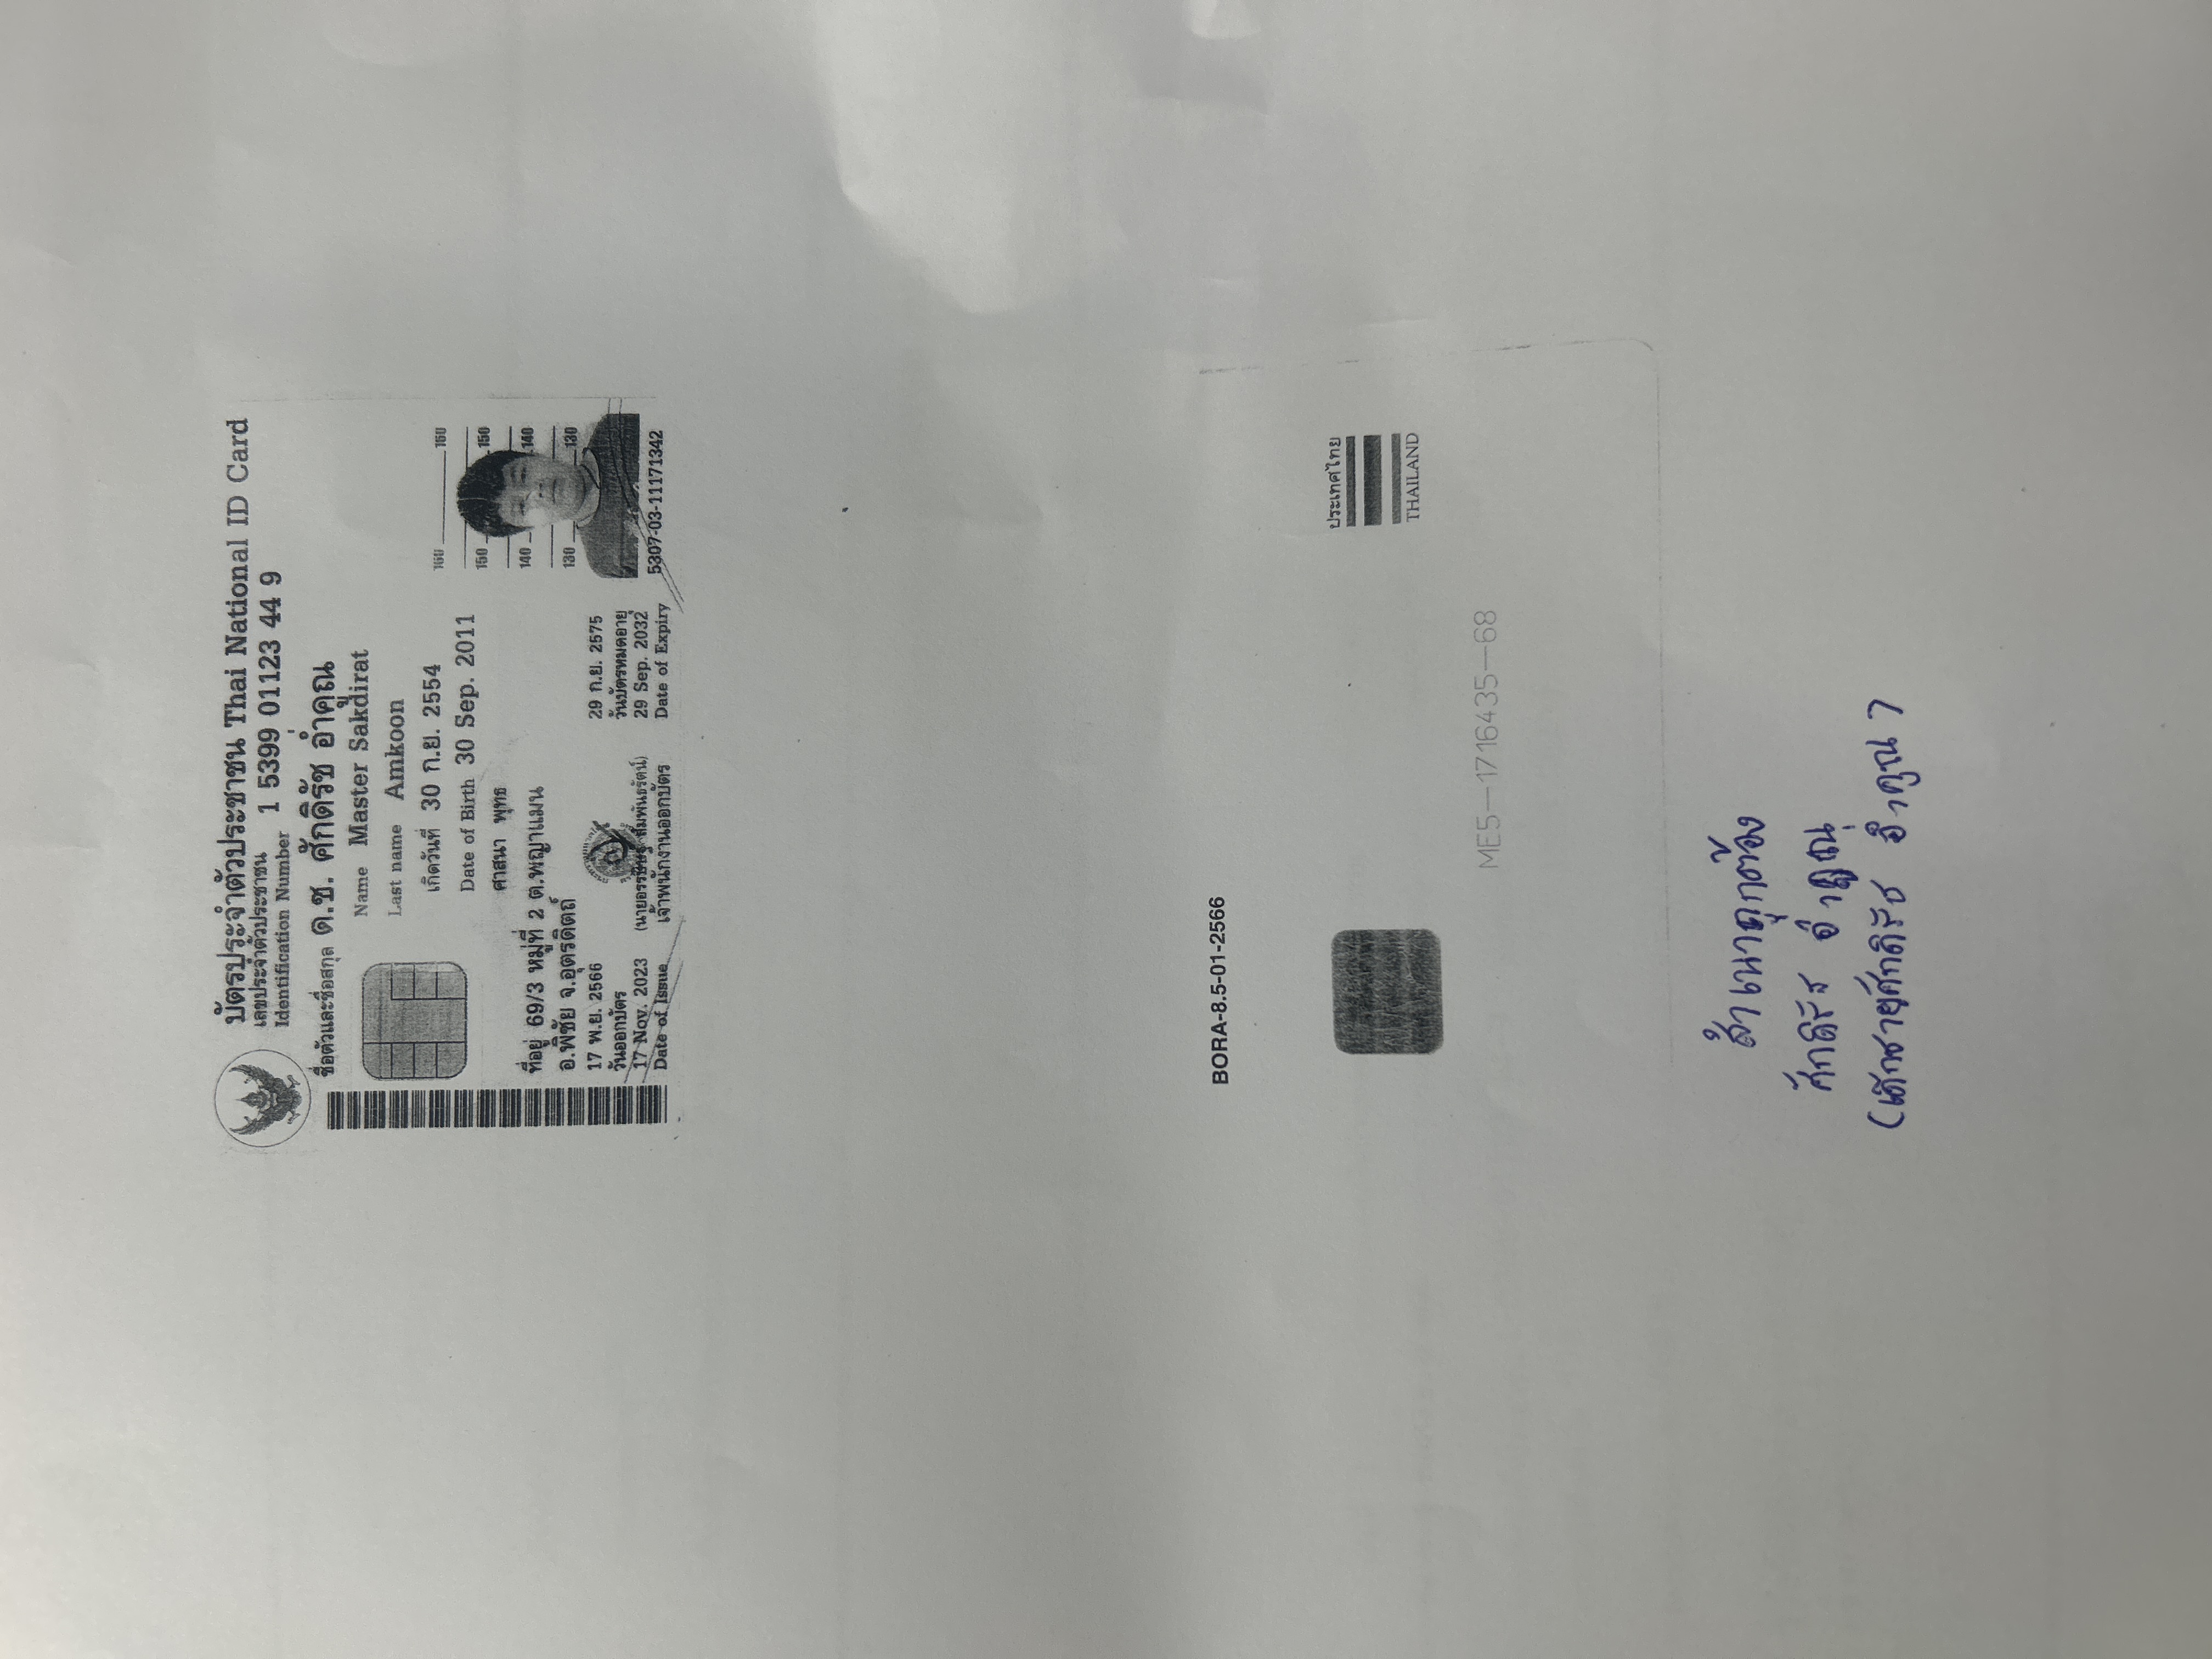 บัตรประจำตัวประชาชน Thai National ID Card
เลขประจำตัวประชาชน 1 5399 01123 44 9
Identification Number
ชื่อตัวและชื่อสกุล ด.ช. ศักดิ์รัช อ่ำคูณ
Name Master Sakdirat
Last name Amkoon
เกิดวันที่ 30 ก.ย. 2554
Date of Birth 30 Sep. 2011
ศาสนา พุทธ
ที่อยู่ 69/3 หมู่ที่ 2 ต.พญาแมน
อ.พิชัย จ.อุตรดิตถ์
17 พ.ย. 2566
วันออกบัตร
17 Nov. 2023
Date of Issue
เจ้าพนักงานออกบัตร
29 ก.ย. 2575
วันบัตรหมดอายุ
29 Sep. 2032
Date of Expiry
160 160
150 150
140 140
130 130
5307-03-11171342
BORA-8.5-01-2566
ประเทศไทย
THAILAND
ME5-1716435-68
สำเนาถูกต้อง
ศักดิรัช อ่ำคูณ
(เด็กชายศักดิรัช อ่ำคูณ)